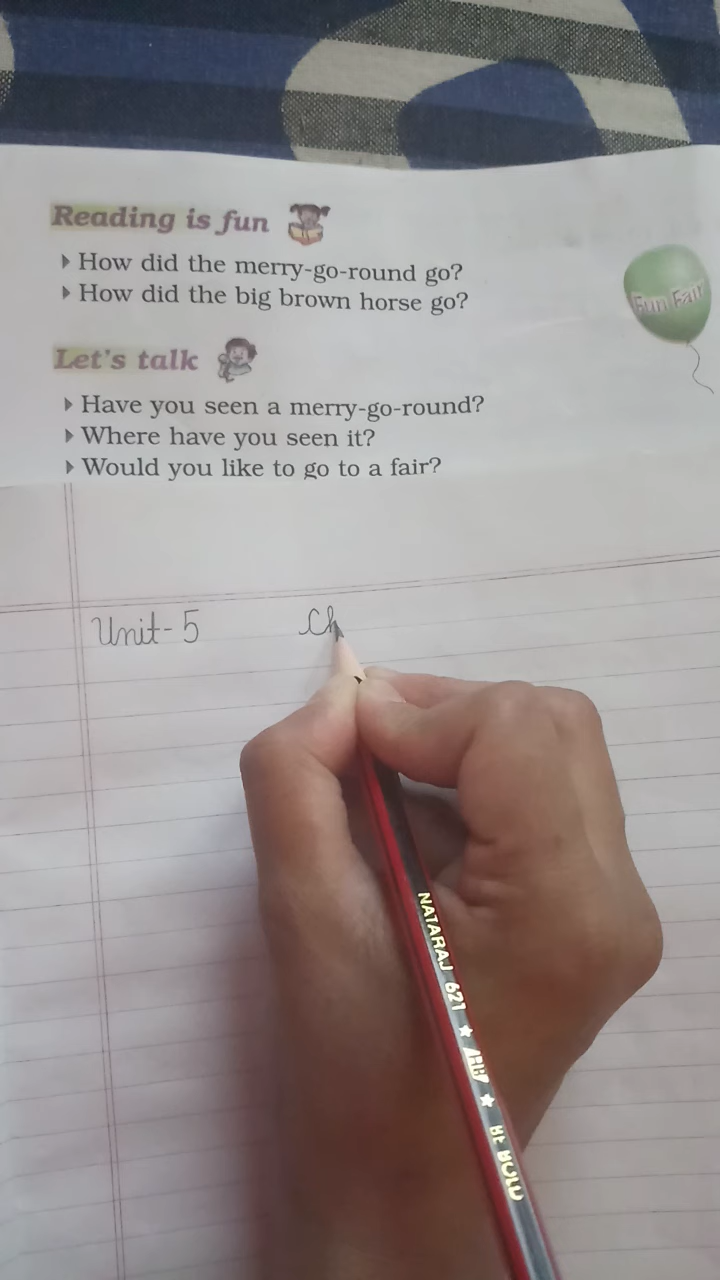 Reading is fun
How did the merry-go-round go?
How did the big brown horse go?
Fun Fair
Let's talk
Have you seen a merry-go-round?
Where have you seen it?
Would you like to go to a fair?
Unit-5 Ch
NATARAJ 621 ★ ★ BOLD